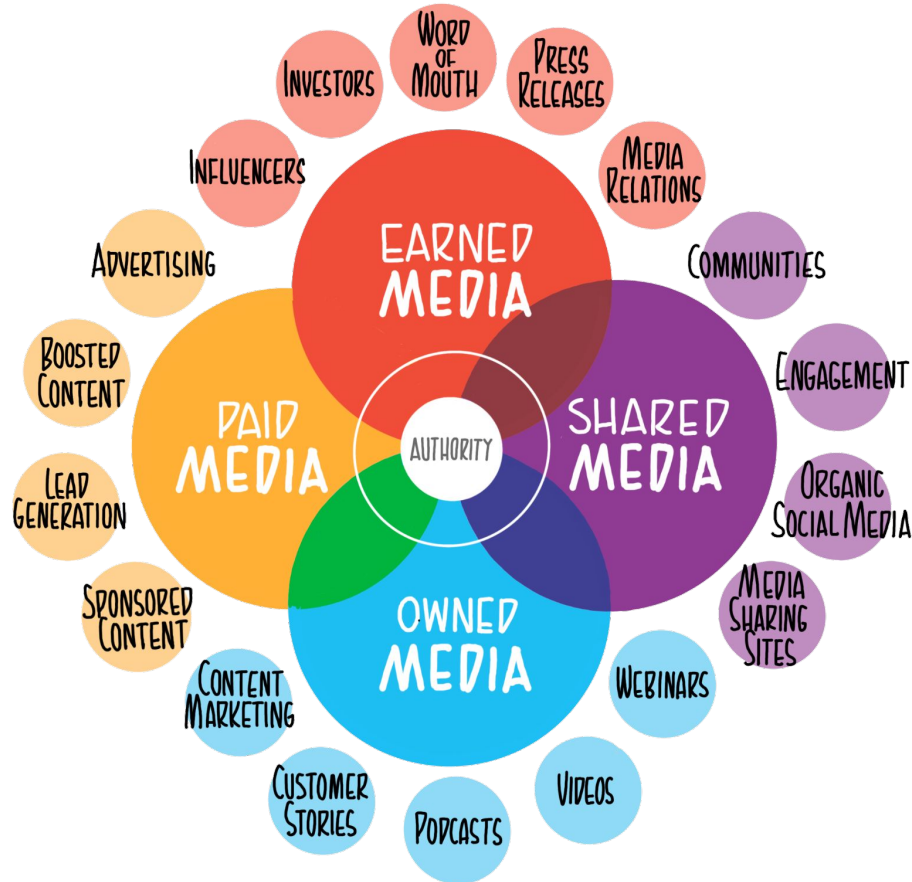 WORD
OF
MOUTH
PRESS
RELEASES
INVESTORS
MEDIA
RELATIONS
INFLUENCERS
EARNED
MEDIA
ADVERTISING
COMMUNITIES
BOOSTED
CONTENT
ENGAGEMENT
PAID
MEDIA
AUTHORITY
SHARED
MEDIA
LEAD
GENERATION
ORGANIC
SOCIAL MEDIA
SPONSORED
CONTENT
OWNED
MEDIA
MEDIA
SHARING
SITES
CONTENT
MARKETING
WEBINARS
CUSTOMER
STORIES
PODCASTS
VIDEOS